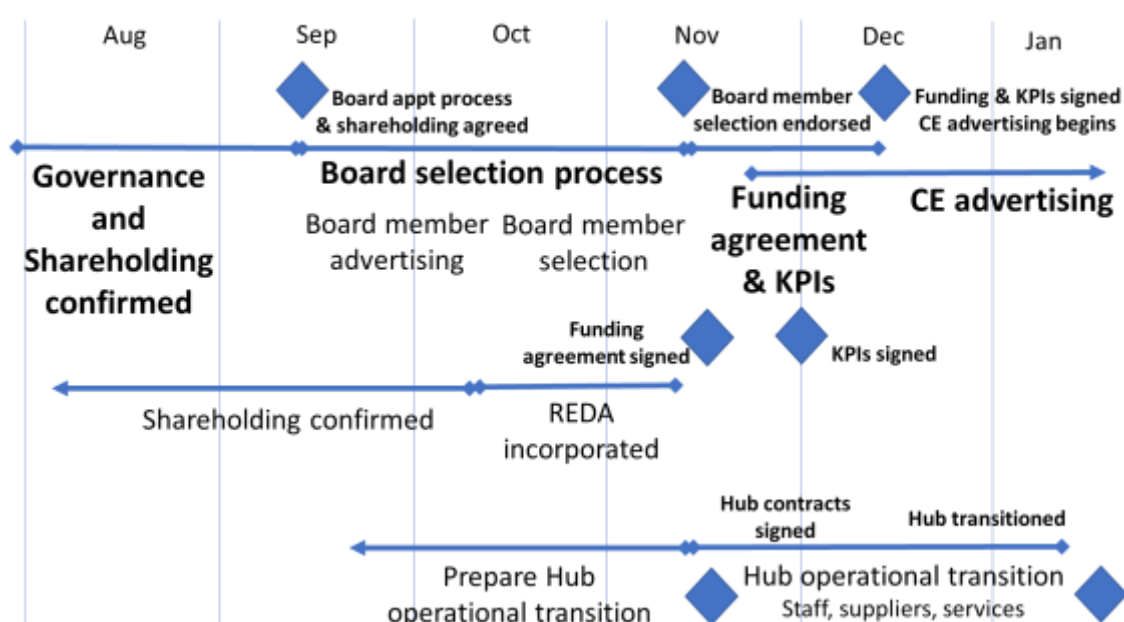 Aug
Sep
Oct
Nov
Dec
Jan
Board appt process
& shareholding agreed
Board member
selection endorsed
Funding & KPIs signed
CE advertising begins
Governance
and
Shareholding
confirmed
Board selection process
Board member
advertising
Board member
selection
Funding
agreement
& KPIs
CE advertising
Funding
agreement signed
KPIs signed
Shareholding confirmed
REDA
incorporated
Hub contracts
signed
Hub transitioned
Prepare Hub
operational transition
Hub operational transition
Staff, suppliers, services